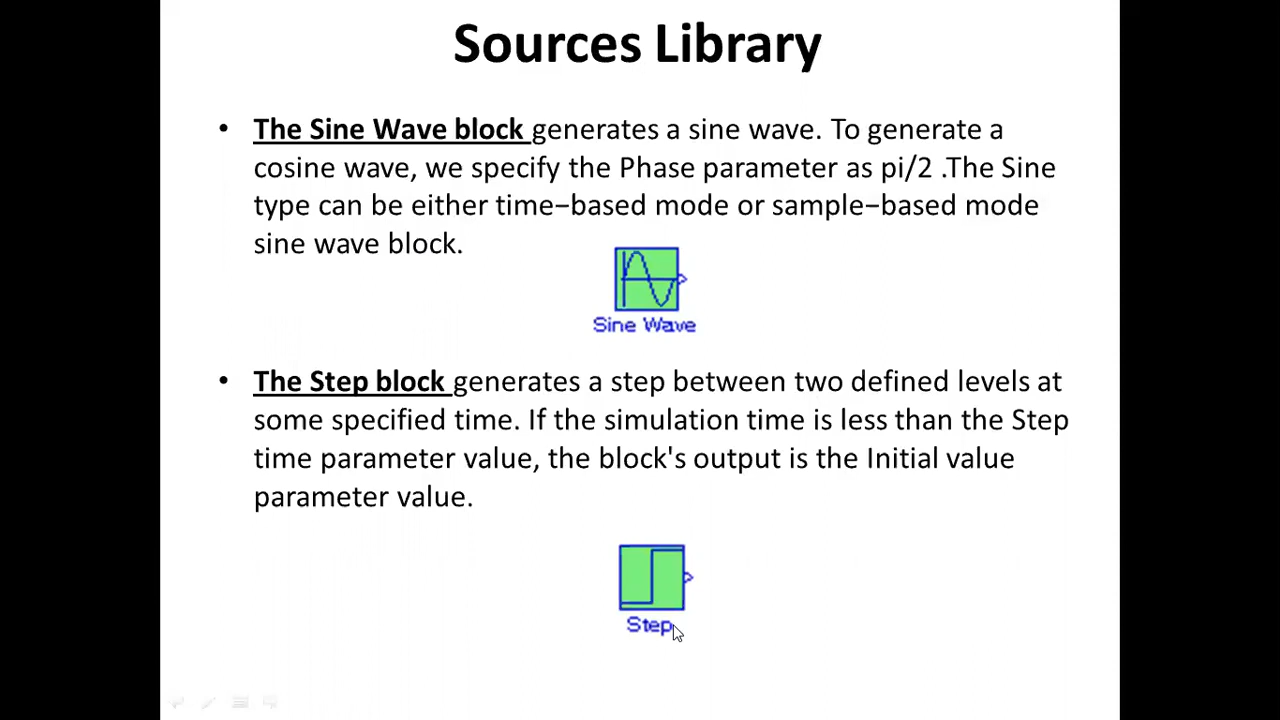 Sources Library
• The Sine Wave block generates a sine wave. To generate a
cosine wave, we specify the Phase parameter as pi/2 .The Sine
type can be either time−based mode or sample−based mode
sine wave block.
Sine Wave
• The Step block generates a step between two defined levels at
some specified time. If the simulation time is less than the Step
time parameter value, the block's output is the Initial value
parameter value.
Step